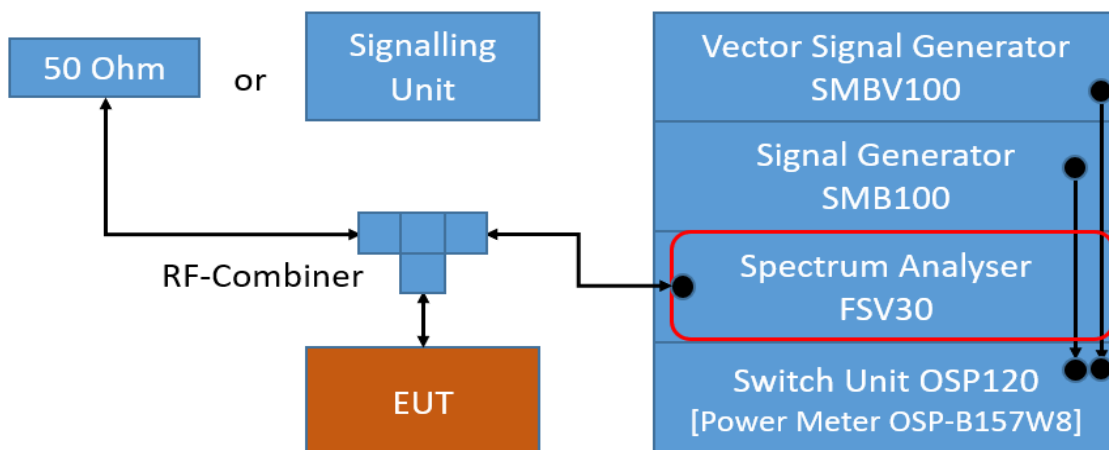 50 Ohm
or
Signalling
Unit
RF-Combiner
EUT
Vector Signal Generator
SMBV100
Signal Generator
SMB100
Spectrum Analyser
FSV30
Switch Unit OSP120
[Power Meter OSP-B157W8]